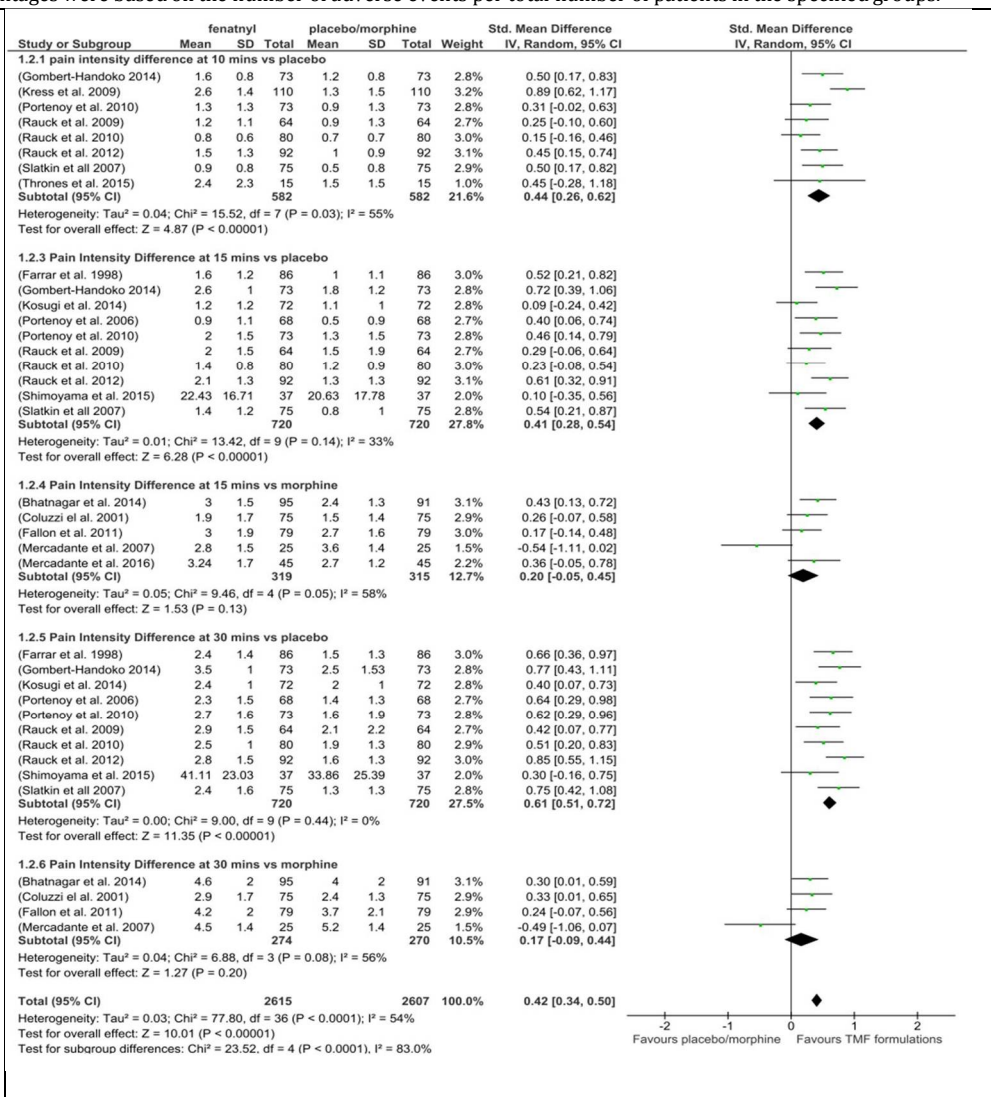 ntages were based on the number of adverse events per total number of patients in the specified groups.
fenatnyl placebo/morphine Std. Mean Difference Std. Mean Difference
Study or Subgroup Mean SD Total Mean SD Total Weight IV, Random, 95% CI IV, Random, 95% CI
1.2.1 pain intensity difference at 10 mins vs placebo
(Gombert-Handoko 2014) 1.6 0.8 73 1.2 0.8 73 2.8% 0.50 [0.17, 0.83]
(Kress et al. 2009) 2.6 1.4 110 1.3 1.5 110 3.2% 0.89 [0.62, 1.17]
(Portenoy et al. 2010) 1.3 1.3 73 0.9 1.3 73 2.8% 0.31 [-0.02, 0.63]
(Rauck et al. 2009) 1.2 1.1 64 0.9 1.3 64 2.7% 0.25 [-0.10, 0.60]
(Rauck et al. 2010) 0.8 0.6 80 0.7 0.7 80 2.9% 0.15 [-0.16, 0.46]
(Rauck et al. 2012) 1.5 1.3 92 1 0.9 92 3.1% 0.45 [0.15, 0.74]
(Slatkin et all 2007) 0.9 0.8 75 0.5 0.8 75 2.8% 0.50 [0.17, 0.82]
(Thrones et al. 2015) 2.4 2.3 15 1.5 1.5 15 1.0% 0.45 [-0.28, 1.18]
Subtotal (95% CI) 582 582 21.6% 0.44 [0.26, 0.62]
Heterogeneity: Tau² = 0.04; Chi² = 15.52, df = 7 (P = 0.03); I² = 55%
Test for overall effect: Z = 4.87 (P < 0.00001)
1.2.3 Pain Intensity Difference at 15 mins vs placebo
(Farrar et al. 1998) 1.6 1.2 86 1 1.1 86 3.0% 0.52 [0.21, 0.82]
(Gombert-Handoko 2014) 2.6 1 73 1.8 1.2 73 2.7% 0.72 [0.39, 1.06]
(Kosugi et al. 2014) 1.2 1.2 72 1.1 1 72 2.8% 0.09 [-0.24, 0.42]
(Portenoy et al. 2006) 0.9 1.1 68 0.5 0.9 68 2.7% 0.40 [0.06, 0.74]
(Portenoy et al. 2010) 2 1.5 73 1.3 1.5 73 2.8% 0.46 [0.14, 0.79]
(Rauck et al. 2009) 2 1.5 64 1.5 1.9 64 2.7% 0.29 [-0.06, 0.64]
(Rauck et al. 2010) 1.4 0.8 80 1.2 0.9 80 2.9% 0.23 [-0.08, 0.54]
(Rauck et al. 2012) 2.1 1.3 92 1.3 1.3 92 3.1% 0.61 [0.32, 0.91]
(Shimoyama et al. 2015) 22.43 16.71 37 20.63 17.78 37 2.0% 0.10 [-0.35, 0.56]
(Slatkin et all 2007) 1.4 1.2 75 0.8 1 75 2.8% 0.54 [0.21, 0.87]
Subtotal (95% CI) 720 720 27.8% 0.41 [0.28, 0.54]
Heterogeneity: Tau² = 0.01; Chi² = 13.42, df = 9 (P = 0.14); I² = 33%
Test for overall effect: Z = 6.28 (P < 0.00001)
1.2.4 Pain Intensity Difference at 15 mins vs morphine
(Bhatnagar et al. 2014) 3 1.5 95 2.4 1.3 91 3.1% 0.43 [0.13, 0.72]
(Coluzzi el al. 2001) 1.9 1.7 75 1.5 1.4 75 2.9% 0.26 [-0.07, 0.58]
(Fallon et al. 2011) 3 1.9 79 2.7 1.6 79 3.0% 0.17 [-0.14, 0.48]
(Mercadante et al. 2007) 2.8 1.5 25 3.6 1.4 25 1.5% -0.54 [-1.11, 0.02]
(Mercadante et al. 2016) 3.24 1.7 45 2.7 1.2 45 2.2% 0.36 [-0.05, 0.78]
Subtotal (95% CI) 319 315 12.7% 0.20 [-0.05, 0.45]
Heterogeneity: Tau² = 0.05; Chi² = 9.46, df = 4 (P = 0.05); I² = 58%
Test for overall effect: Z = 1.53 (P = 0.13)
1.2.5 Pain Intensity Difference at 30 mins vs placebo
(Farrar et al. 1998) 2.4 1.4 86 1.5 1.3 86 3.0% 0.66 [0.36, 0.97]
(Gombert-Handoko 2014) 3.5 1 73 2.5 1.53 73 2.7% 0.77 [0.43, 1.11]
(Kosugi et al. 2014) 2.4 1 72 2 1 72 2.8% 0.40 [0.07, 0.73]
(Portenoy et al. 2006) 2.3 1.5 68 1.4 1.3 68 2.7% 0.64 [0.29, 0.98]
(Portenoy et al. 2010) 2.7 1.6 73 1.6 1.9 73 2.7% 0.62 [0.29, 0.96]
(Rauck et al. 2009) 2.9 1.5 64 2.1 2.2 64 2.7% 0.42 [0.07, 0.77]
(Rauck et al. 2010) 2.5 1 80 1.9 1.3 80 2.9% 0.51 [0.20, 0.83]
(Rauck et al. 2012) 2.8 1.5 92 1.6 1.3 92 3.0% 0.85 [0.55, 1.15]
(Shimoyama et al. 2015) 41.11 23.03 37 33.86 25.39 37 2.0% 0.30 [-0.16, 0.75]
(Slatkin et all 2007) 2.4 1.6 75 1.3 1.3 75 2.7% 0.75 [0.42, 1.08]
Subtotal (95% CI) 720 720 27.5% 0.61 [0.51, 0.72]
Heterogeneity: Tau² = 0.00; Chi² = 9.00, df = 9 (P = 0.44); I² = 0%
Test for overall effect: Z = 11.35 (P < 0.00001)
1.2.6 Pain Intensity Difference at 30 mins vs morphine
(Bhatnagar et al. 2014) 4.6 2 95 4 2 91 3.1% 0.30 [0.01, 0.59]
(Coluzzi el al. 2001) 2.9 1.7 75 2.4 1.3 75 2.9% 0.33 [0.01, 0.65]
(Fallon et al. 2011) 4.2 2 79 3.7 2.1 79 3.0% 0.24 [-0.07, 0.56]
(Mercadante et al. 2007) 4.5 1.4 25 5.2 1.4 25 1.5% -0.49 [-1.06, 0.07]
Subtotal (95% CI) 274 270 10.5% 0.17 [-0.09, 0.44]
Heterogeneity: Tau² = 0.04; Chi² = 6.88, df = 3 (P = 0.08); I² = 56%
Test for overall effect: Z = 1.27 (P = 0.20)
Total (95% CI) 2615 2607 100.0% 0.42 [0.34, 0.50]
Heterogeneity: Tau² = 0.03; Chi² = 77.80, df = 36 (P < 0.0001); I² = 54%
Test for overall effect: Z = 10.01 (P < 0.00001)
Test for subgroup differences: Chi² = 23.52, df = 4 (P < 0.0001), I² = 83.0%
-2 -1 0 1 2
Favours placebo/morphine Favours TMF formulations